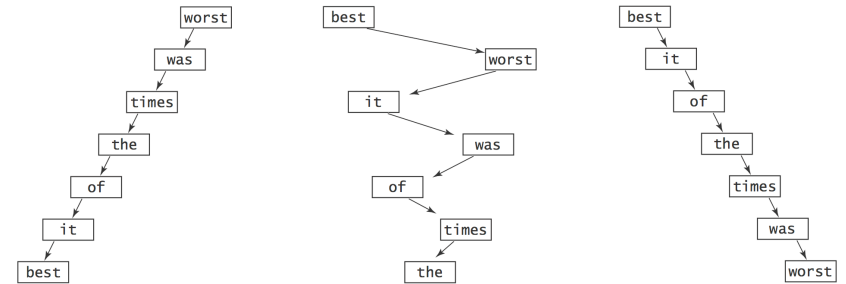 worst
was
times
the
of
it
best
best
worst
it
was
of
times
the
best
it
of
the
times
was
worst